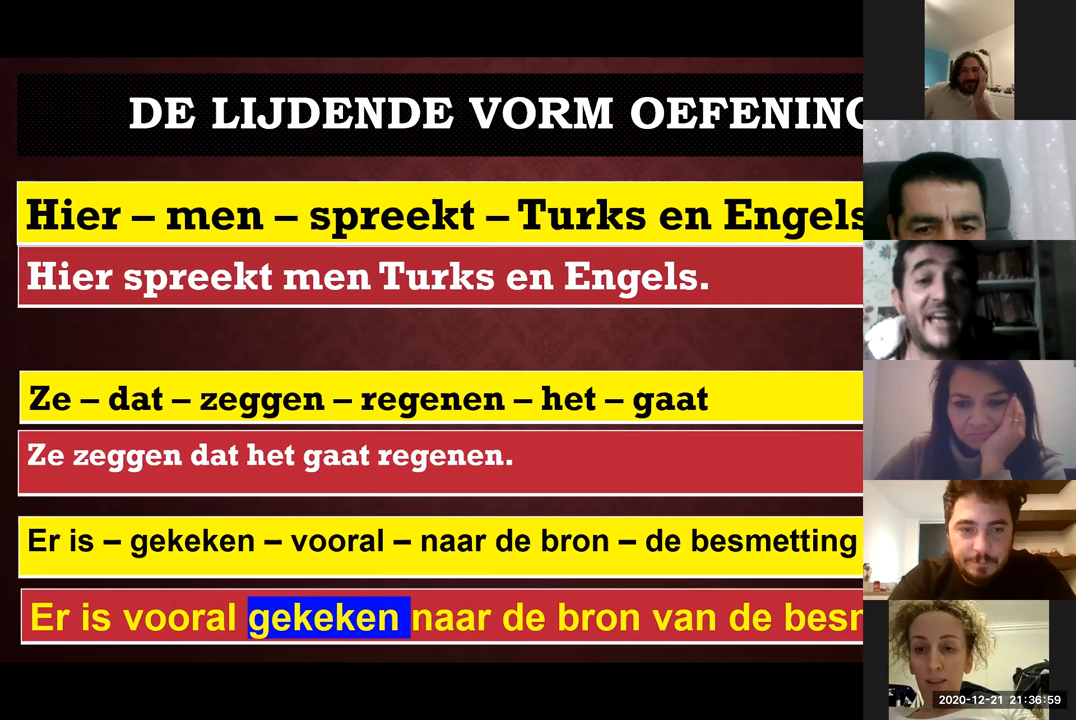 DE LIJDENDE VORM OEFENING
Hier – men – spreekt – Turks en Engels
Hier spreekt men Turks en Engels.
Ze – dat – zeggen – regenen – het – gaat
Ze zeggen dat het gaat regenen.
Er is – gekeken – vooral – naar de bron – de besmetting
Er is vooral gekeken naar de bron van de
2020-12-21 21:36:59